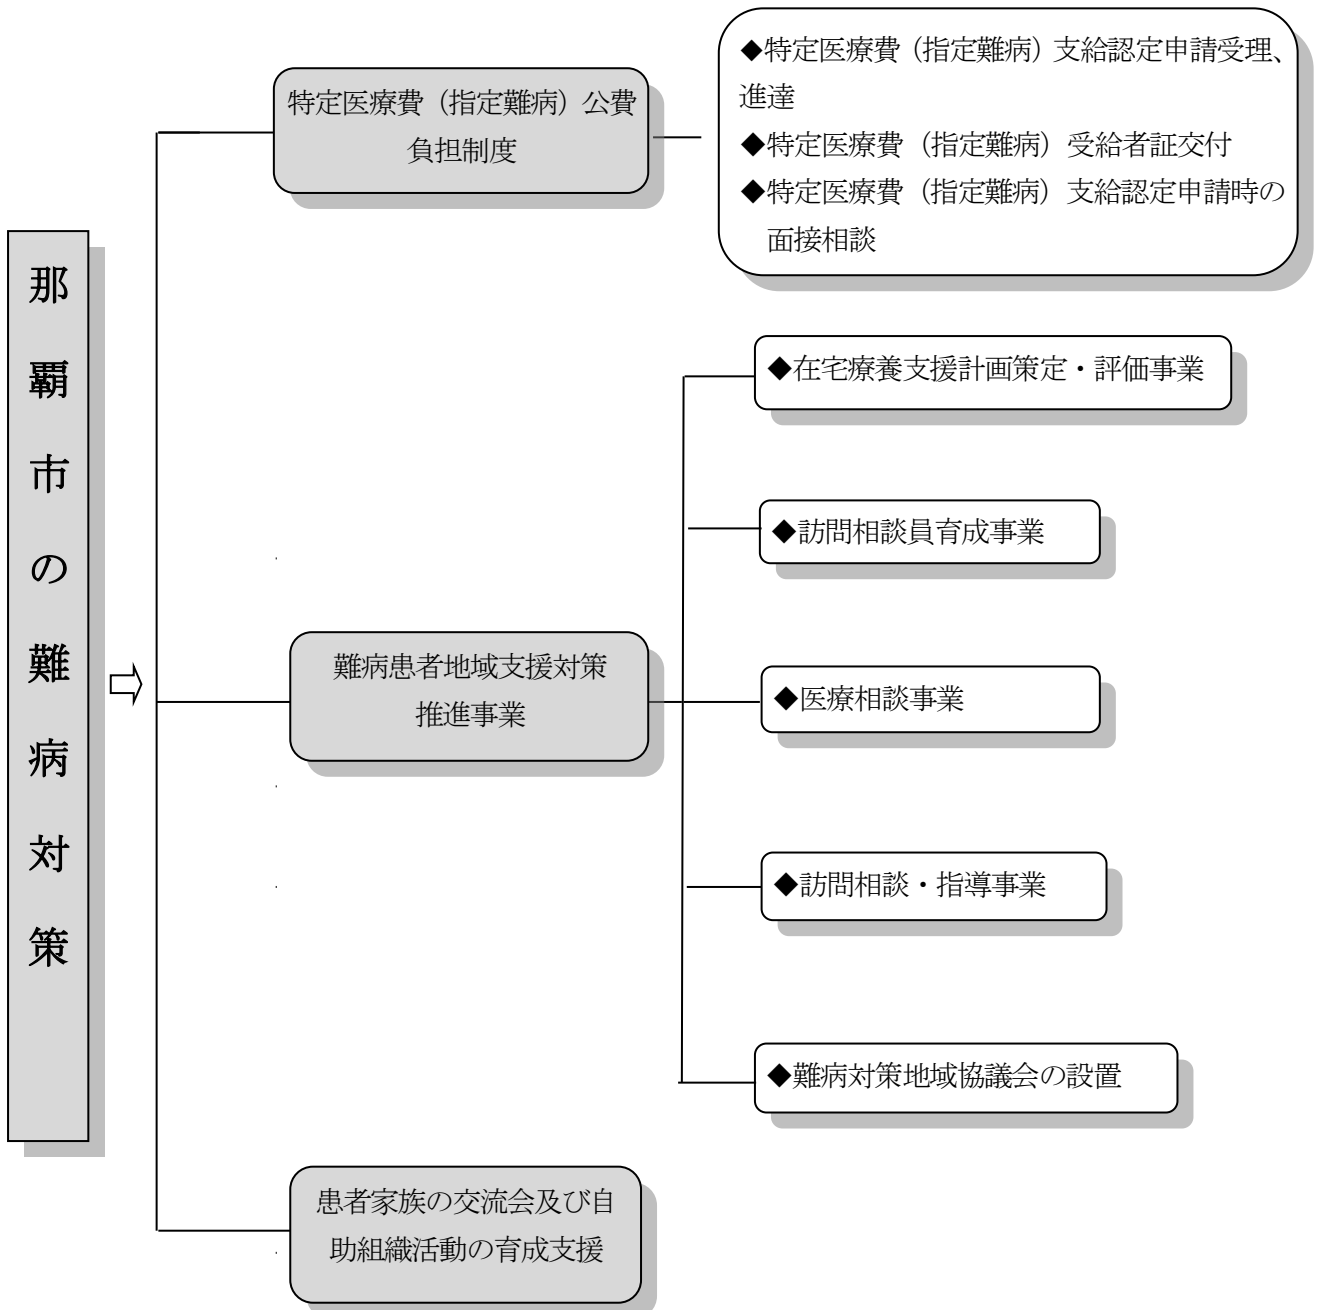 那覇市の難病対策
特定医療費（指定難病）公費
負担制度
◆特定医療費（指定難病）支給認定申請受理、
進達
◆特定医療費（指定難病）受給者証交付
◆特定医療費（指定難病）支給認定申請時の
面接相談
難病患者地域支援対策
推進事業
◆在宅療養支援計画策定・評価事業
◆訪問相談員育成事業
◆医療相談事業
◆訪問相談・指導事業
◆難病対策地域協議会の設置
患者家族の交流会及び自
助組織活動の育成支援